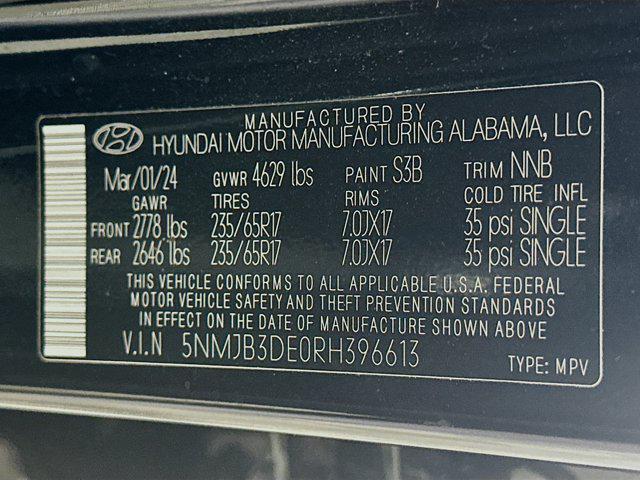 MANUFACTURED BY
HYUNDAI MOTOR MANUFACTURING ALABAMA, LLC
Mar/01/24 GVWR 4629 lbs PAINT S3B TRIM NNB
GAWR TIRES RIMS COLD TIRE INFL
FRONT 2778 lbs 235/65R17 7.0JX17 35 psi SINGLE
REAR 2646 lbs 235/65R17 7.0JX17 35 psi SINGLE
THIS VEHICLE CONFORMS TO ALL APPLICABLE U.S.A. FEDERAL
MOTOR VEHICLE SAFETY AND THEFT PREVENTION STANDARDS
IN EFFECT ON THE DATE OF MANUFACTURE SHOWN ABOVE
V.I.N 5NMJB3DE0RH396613
TYPE: MPV